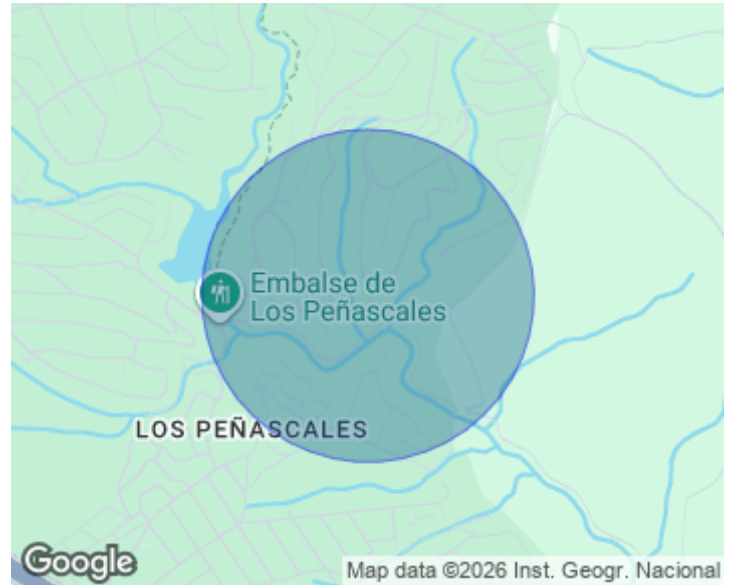 Embalse de
Los Peñascales
LOS PEÑASCALES
Google
Map data ©2026 Inst. Geogr. Nacional